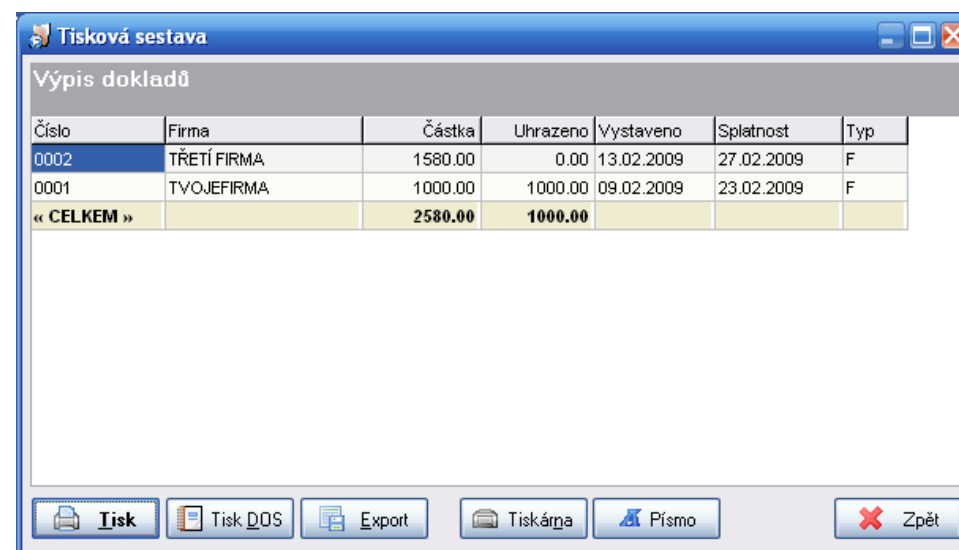 Tisková sestava
Výpis dokladů
Číslo Firma Částka Uhrazeno Vystaveno Splatnost Typ
0002 TŘETÍ FIRMA 1580.00 0.00 13.02.2009 27.02.2009 F
0001 TVOJEFIRMA 1000.00 1000.00 09.02.2009 23.02.2009 F
« CELKEM » 2580.00 1000.00
Tisk Tisk DOS Export Tiskárna Písmo Zpět